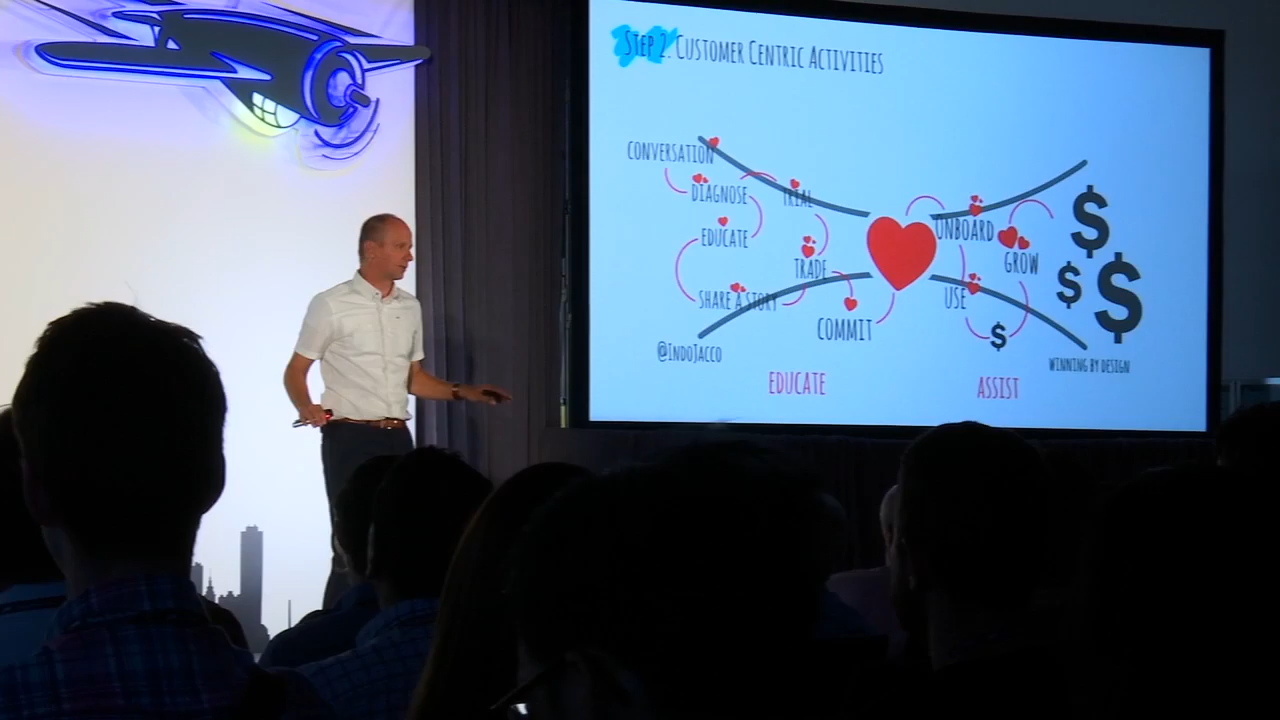 STEP 2. CUSTOMER CENTRIC ACTIVITIES
CONVERSATION
DIAGNOSE
TRIAL
EDUCATE
ONBOARD
TRADE
GROW
SHARE A STORY
USE
COMMIT
$
$
$
$
@INDOJACCO
WINNING BY DESIGN
EDUCATE
ASSIST